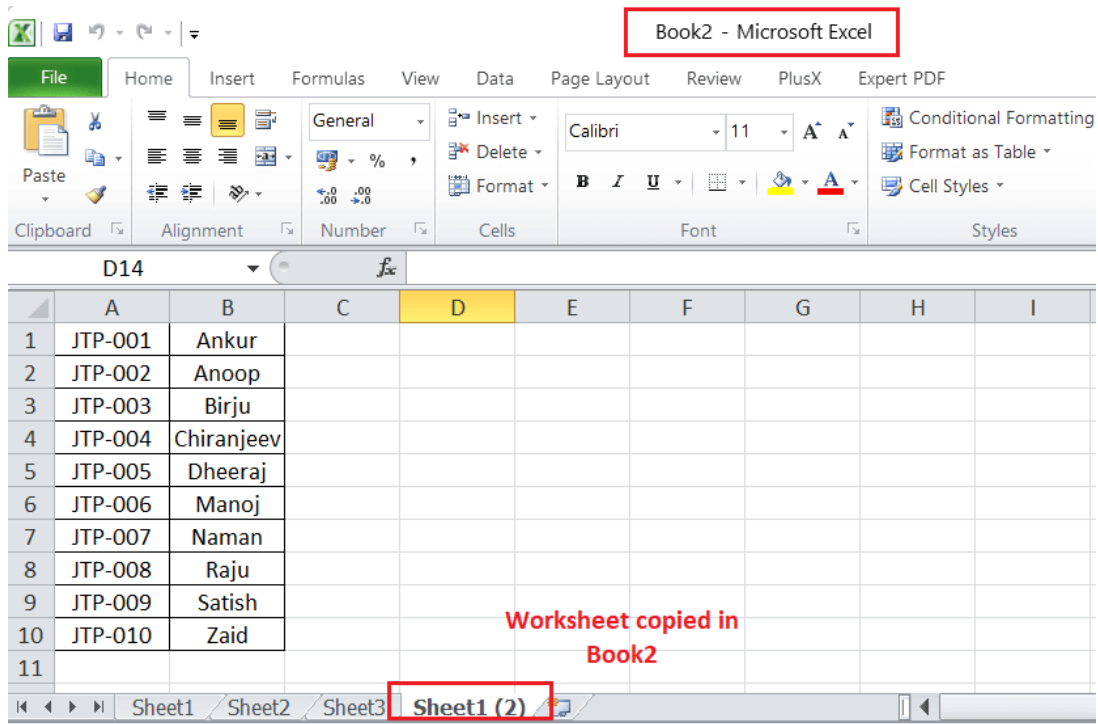 Book2 - Microsoft Excel
File Home Insert Formulas View Data Page Layout Review PlusX Expert PDF
General Insert Calibri 11 A A Conditional Formatting
% , Delete Format as Table
Paste .0 .00 Format B I U A Cell Styles
.00 .0
Clipboard Alignment Number Cells Font Styles
D14 fx
A B C D E F G H I
1 JTP-001 Ankur
2 JTP-002 Anoop
3 JTP-003 Birju
4 JTP-004 Chiranjeev
5 JTP-005 Dheeraj
6 JTP-006 Manoj
7 JTP-007 Naman
8 JTP-008 Raju
9 JTP-009 Satish
10 JTP-010 Zaid
11
Worksheet copied in
Book2
Sheet1 Sheet2 Sheet3 Sheet1 (2)